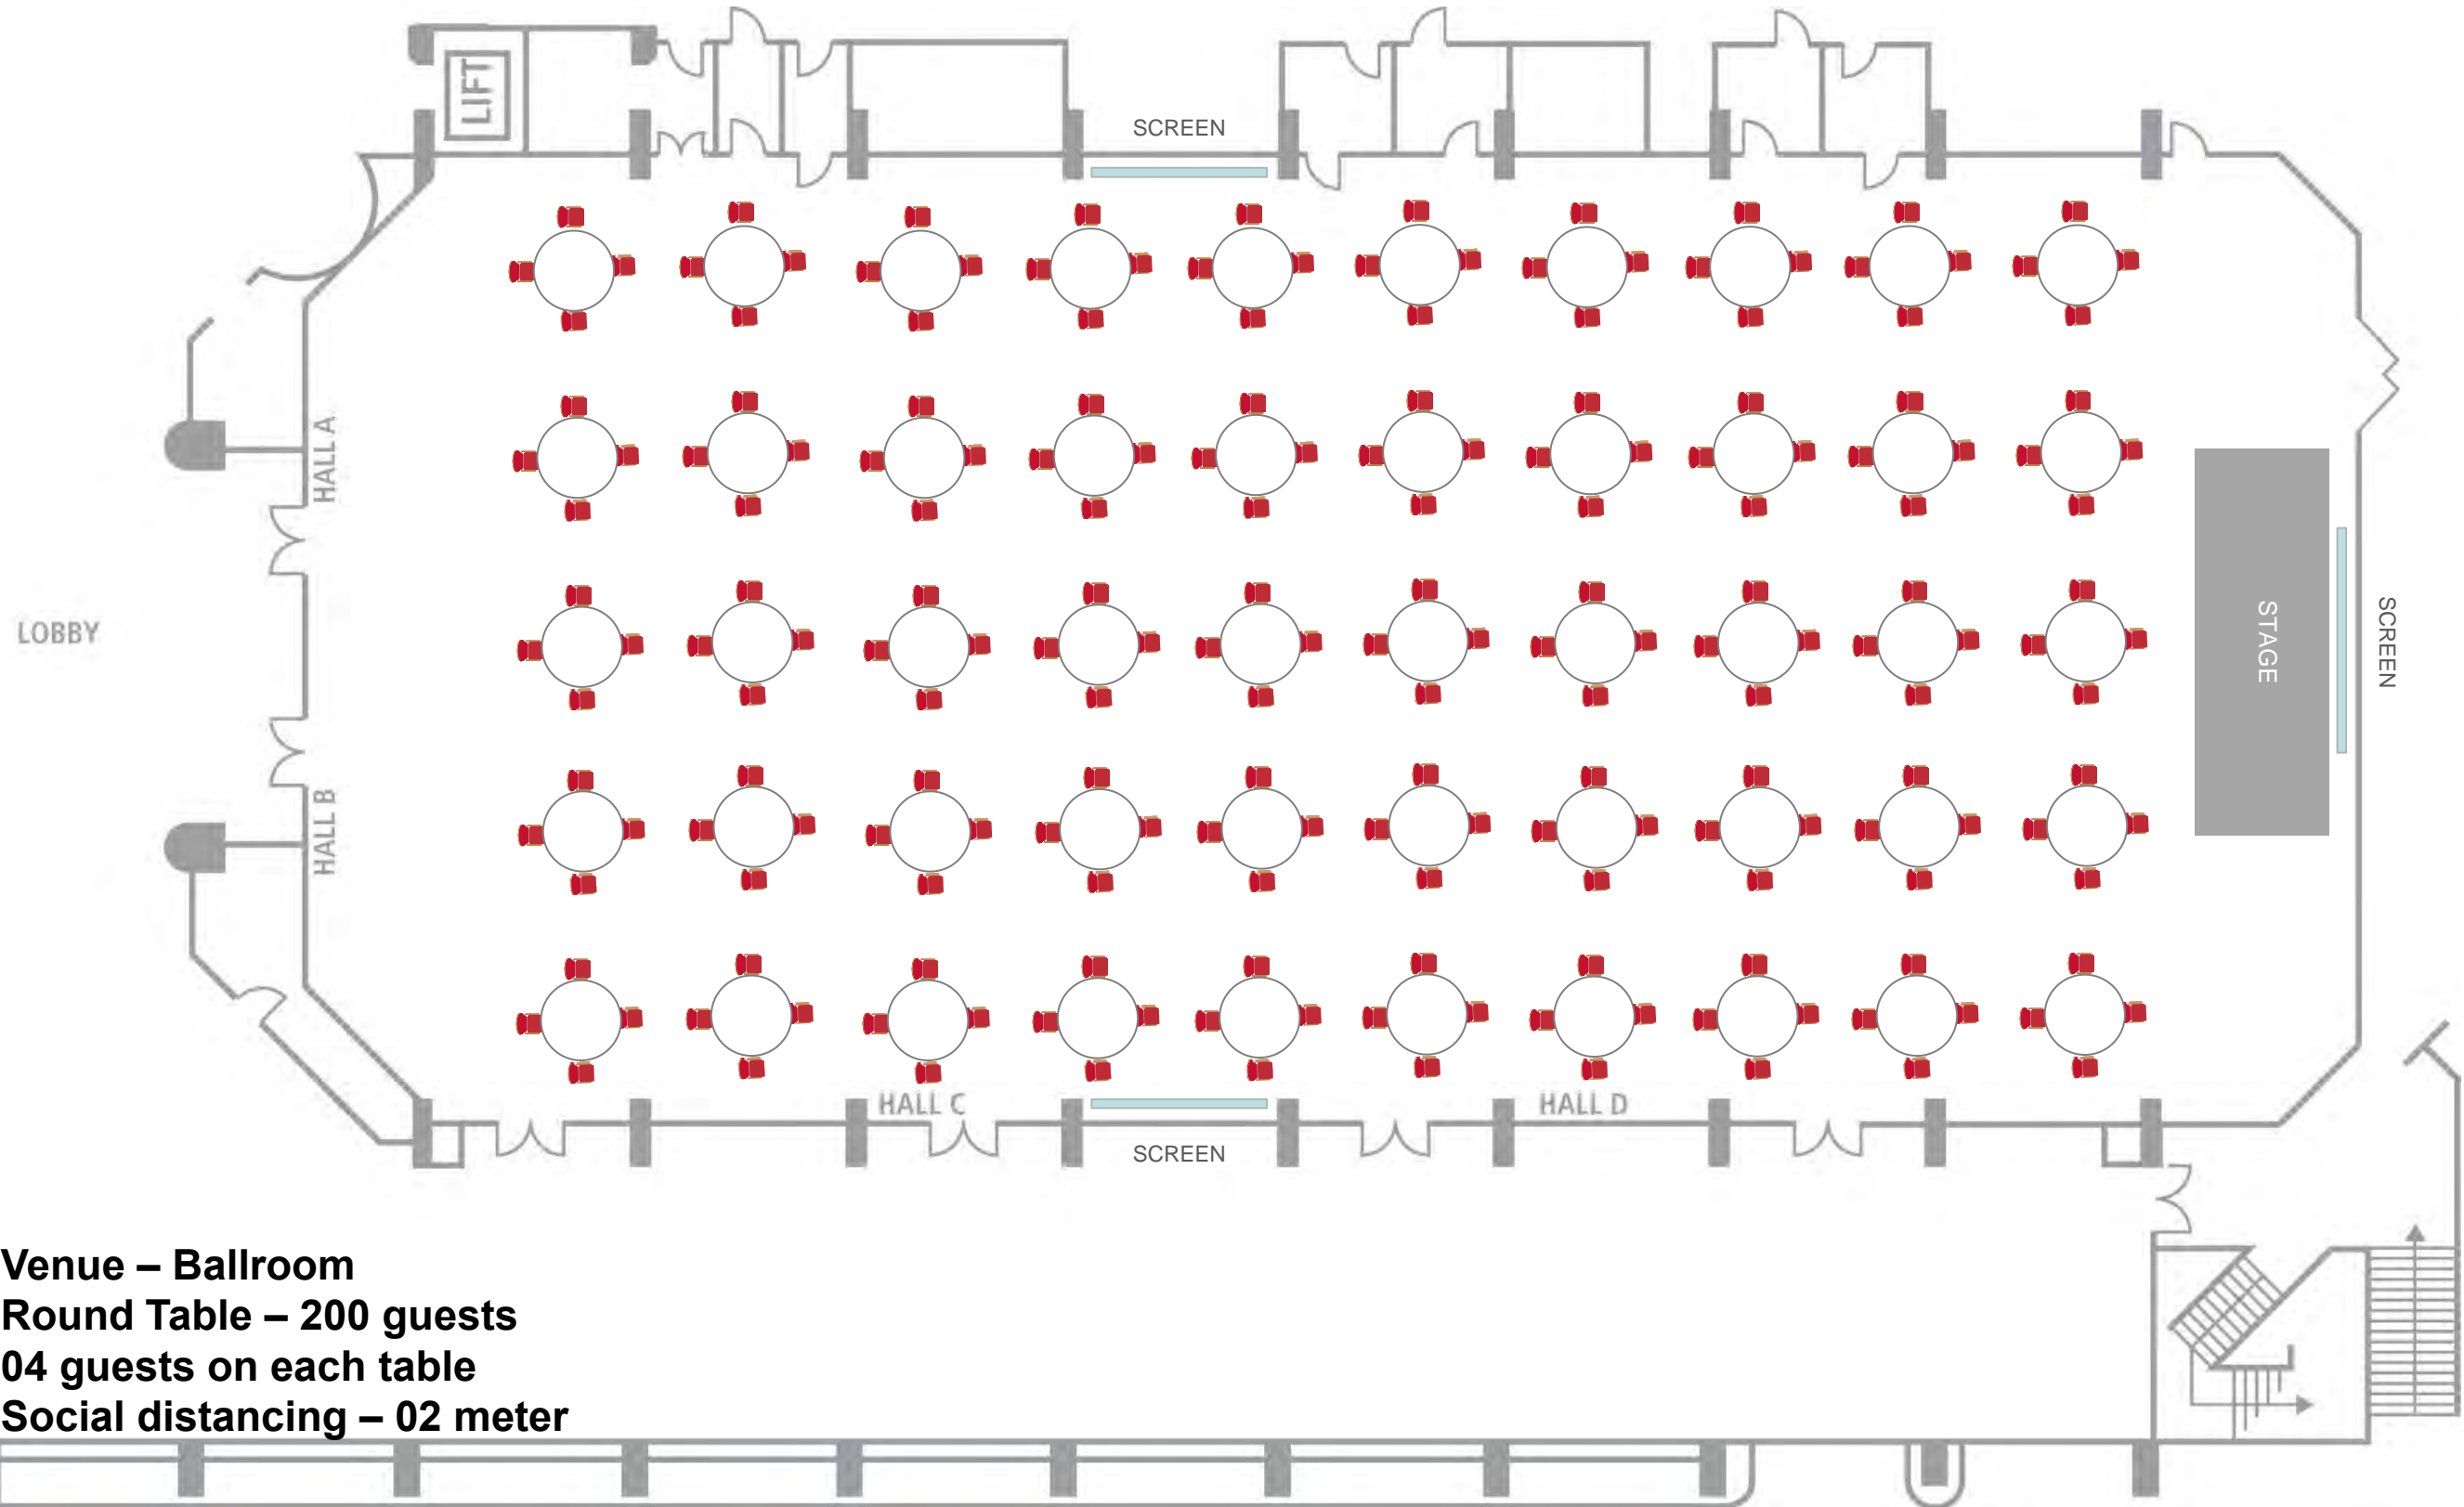 LIFT
SCREEN
HALL A
LOBBY
STAGE
SCREEN
HALL B
HALL C
HALL D
SCREEN
Venue – Ballroom
Round Table – 200 guests
04 guests on each table
Social distancing – 02 meter